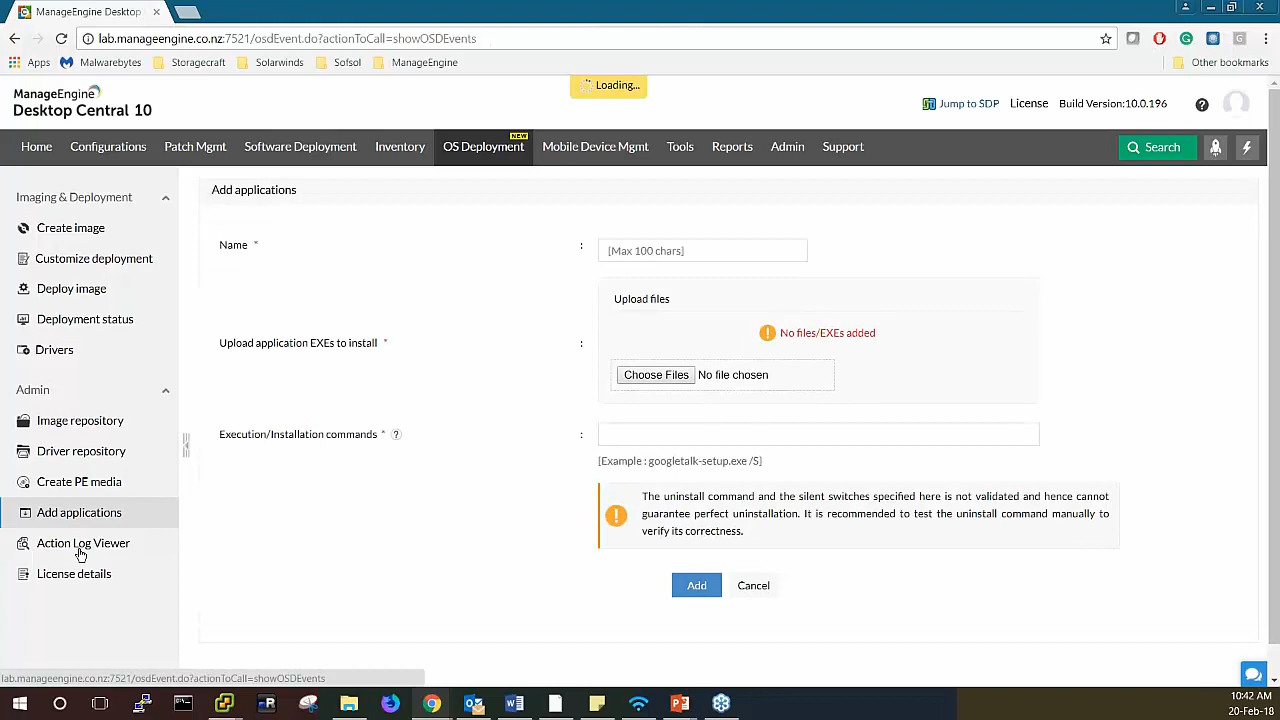 ManageEngine Desktop
lab.manageengine.co.nz:7521/osdEvent.do?actionToCall=showOSDEvents
Apps Malwarebytes Storagecraft Solarwinds Sofsol ManageEngine Other bookmarks
Loading...
ManageEngine
Desktop Central 10
Jump to SDP License Build Version:10.0.196
NEW
Home Configurations Patch Mgmt Software Deployment Inventory OS Deployment Mobile Device Mgmt Tools Reports Admin Support Search
Imaging & Deployment
Create image
Customize deployment
Deploy image
Deployment status
Drivers
Admin
Image repository
Driver repository
Create PE media
Add applications
Action Log Viewer
License details
Add applications
Name * : [Max 100 chars]
Upload files
No files/EXEs added
Upload application EXEs to install * :
Choose Files No file chosen
Execution/Installation commands * ? :
[Example : googletalk-setup.exe /S]
The uninstall command and the silent switches specified here is not validated and hence cannot
guarantee perfect uninstallation. It is recommended to test the uninstall command manually to
verify its correctness.
Add Cancel
lab.manageengine.co.nz:7521/osdEvent.do?actionToCall=showOSDEvents
10:42 AM
20-Feb-18